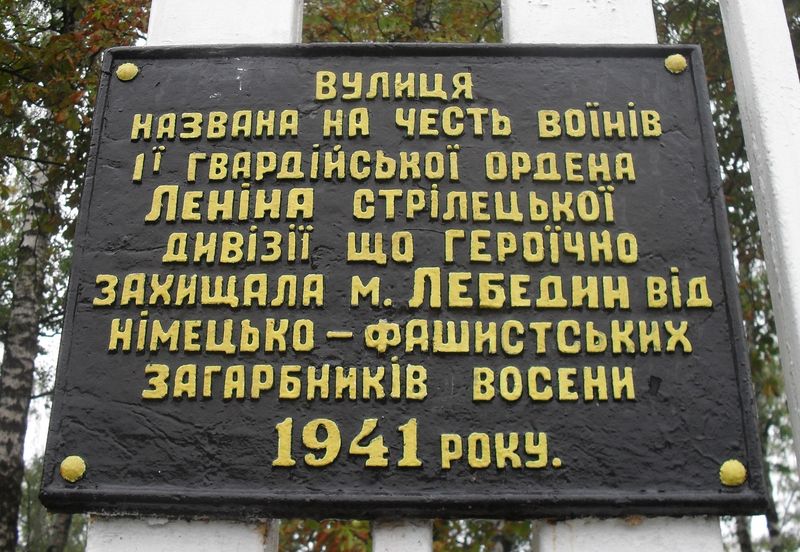 ВУЛИЦЯ
НАЗВАНА НА ЧЕСТЬ ВОЇНІВ
1Ї ГВАРДІЙСЬКОЇ ОРДЕНА
ЛЕНІНА СТРІЛЕЦЬКОЇ
ДИВІЗІЇ ЩО ГЕРОЇЧНО
ЗАХИЩАЛА М. ЛЕБЕДИН ВІД
НІМЕЦЬКО – ФАШИСТСЬКИХ
ЗАГАРБНИКІВ ВОСЕНИ
1941 РОКУ.